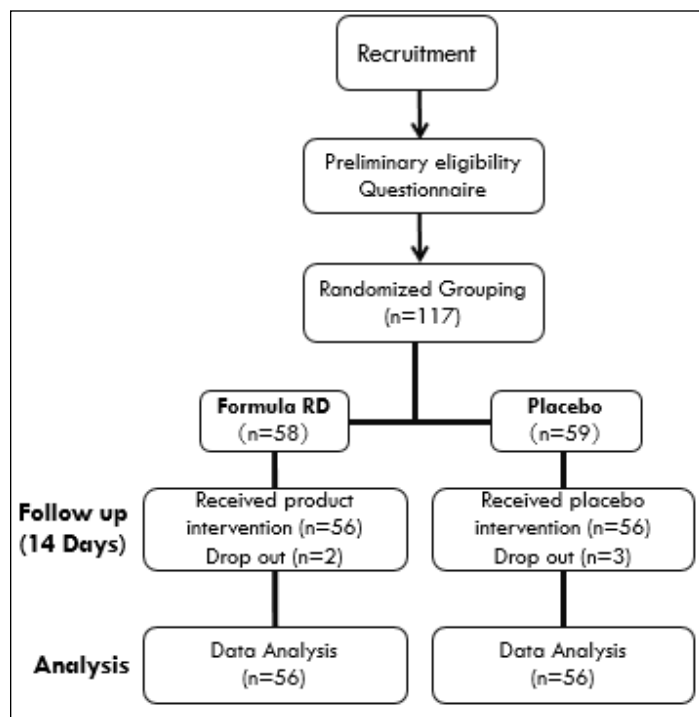 Recruitment
Preliminary eligibility
Questionnaire
Randomized Grouping
(n=117)
Formula RD
(n=58)
Placebo
(n=59)
Follow up
(14 Days)
Received product
intervention (n=56)
Drop out (n=2)
Received placebo
intervention (n=56)
Drop out (n=3)
Analysis
Data Analysis
(n=56)
Data Analysis
(n=56)